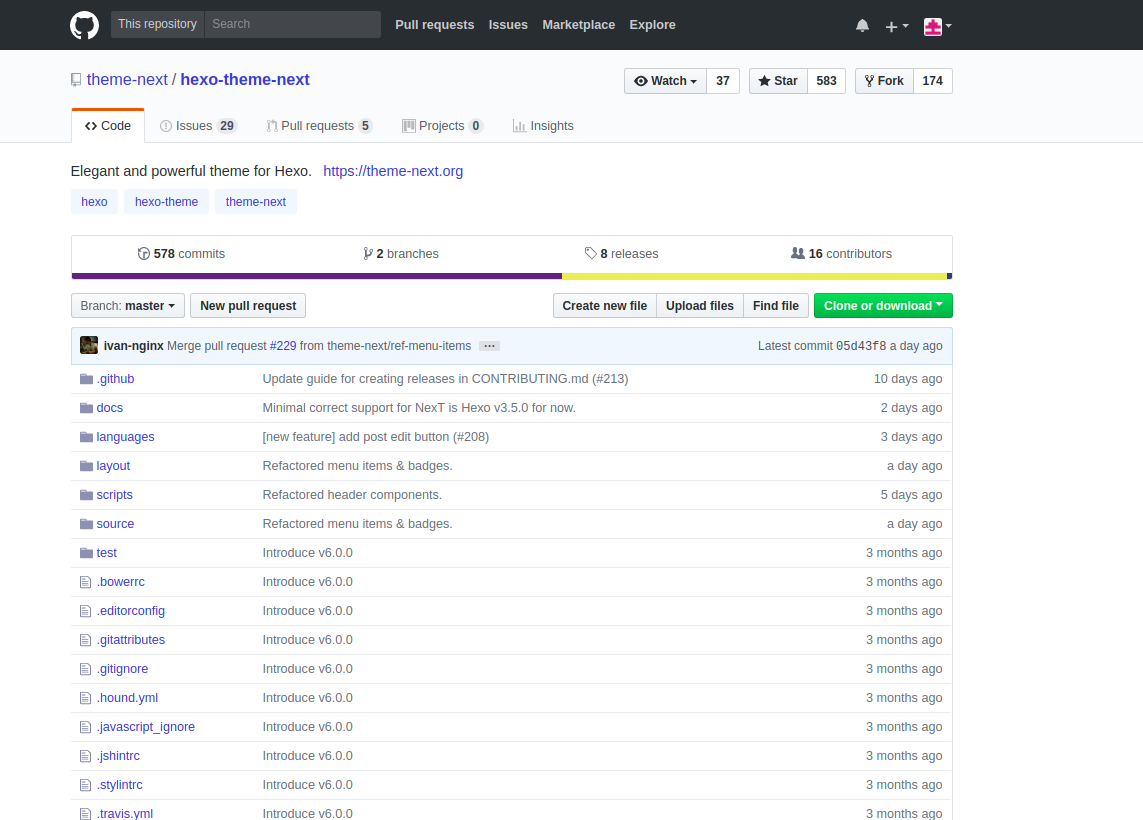 This repository Search Pull requests Issues Marketplace Explore
theme-next / hexo-theme-next Watch 37 Star 583 Fork 174
Code Issues 29 Pull requests 5 Projects 0 Insights
Elegant and powerful theme for Hexo. https://theme-next.org
hexo hexo-theme theme-next
578 commits 2 branches 8 releases 16 contributors
Branch: master New pull request Create new file Upload files Find file Clone or download
ivan-nginx Merge pull request #229 from theme-next/ref-menu-items ... Latest commit 05d43f8 a day ago
.github Update guide for creating releases in CONTRIBUTING.md (#213) 10 days ago
docs Minimal correct support for NexT is Hexo v3.5.0 for now. 2 days ago
languages [new feature] add post edit button (#208) 3 days ago
layout Refactored menu items & badges. a day ago
scripts Refactored header components. 5 days ago
source Refactored menu items & badges. a day ago
test Introduce v6.0.0 3 months ago
.bowerrc Introduce v6.0.0 3 months ago
.editorconfig Introduce v6.0.0 3 months ago
.gitattributes Introduce v6.0.0 3 months ago
.gitignore Introduce v6.0.0 3 months ago
.hound.yml Introduce v6.0.0 3 months ago
.javascript_ignore Introduce v6.0.0 3 months ago
.jshintrc Introduce v6.0.0 3 months ago
.stylintrc Introduce v6.0.0 3 months ago
.travis.yml Introduce v6.0.0 3 months ago